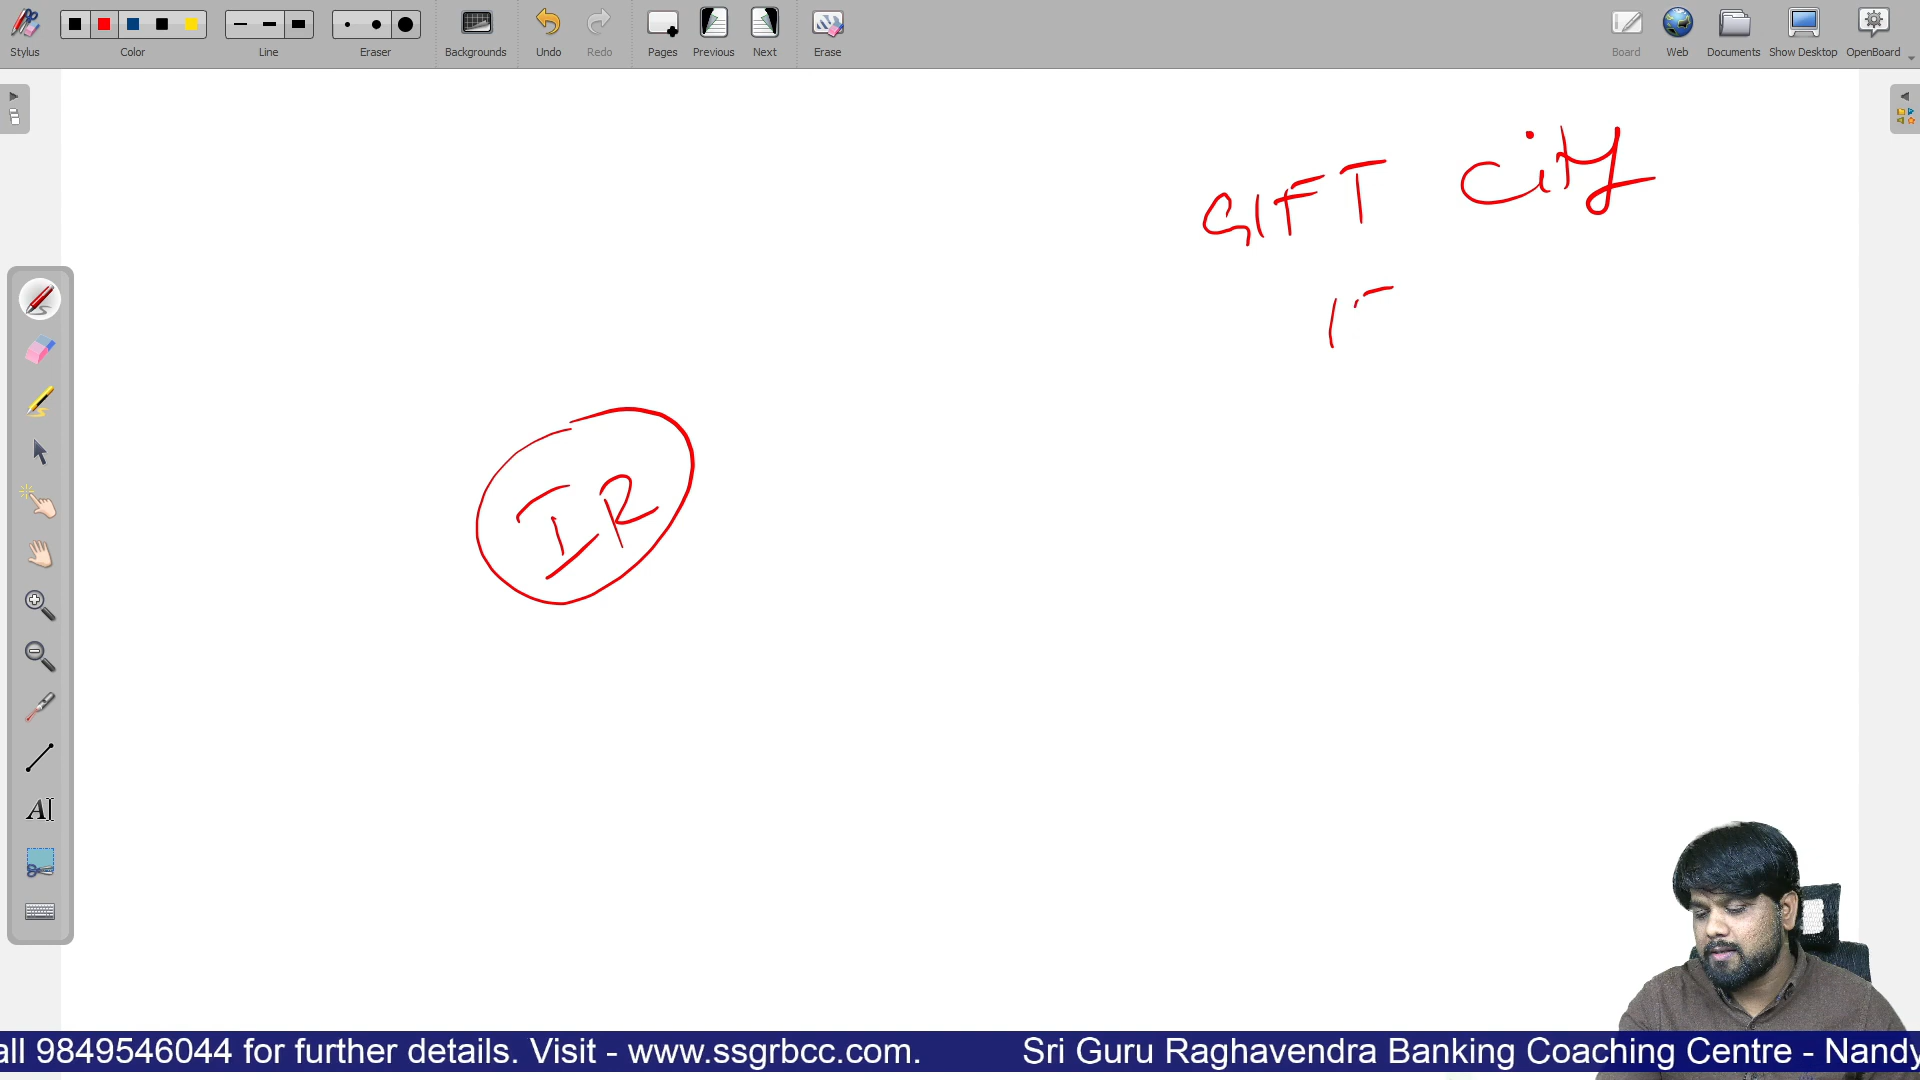 Stylus
Color
Line
Eraser
Backgrounds
Undo
Redo
Pages
Previous
Next
Erase
Board
Web
Documents
Show Desktop
OpenBoard
GIFT City
IR
all 9849546044 for further details. Visit - www.ssgrbcc.com. Sri Guru Raghavendra Banking Coaching Centre - Nandy